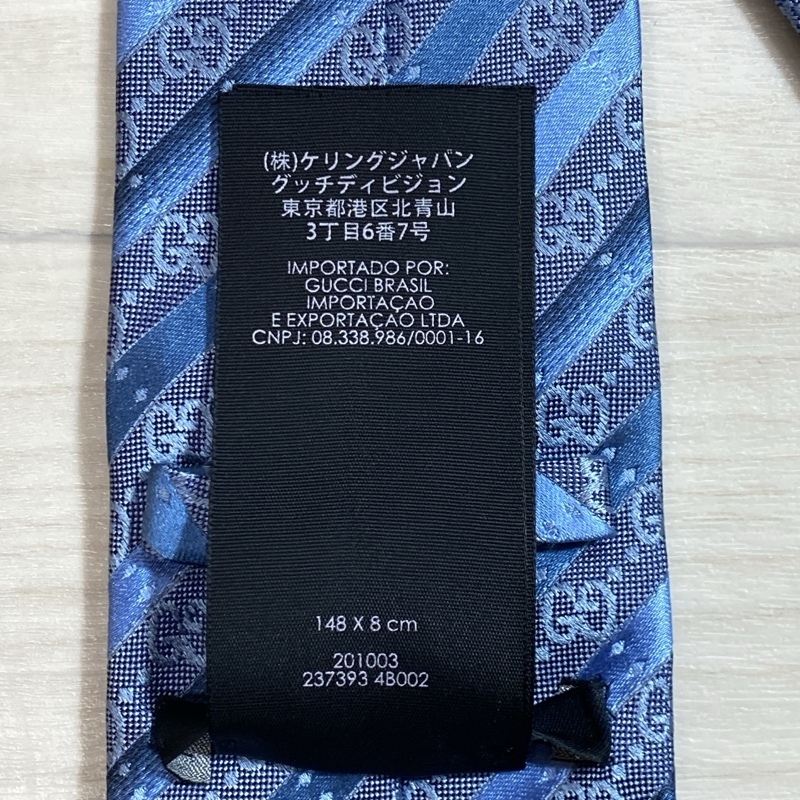 (株)ケリングジャパン
グッチディビジョン
東京都港区北青山
3丁目6番7号
IMPORTADO POR:
GUCCI BRASIL
IMPORTAÇAO
E EXPORTAÇAO LTDA
CNPJ: 08.338.986/0001-16
148 X 8 cm
201003
237393 4B002